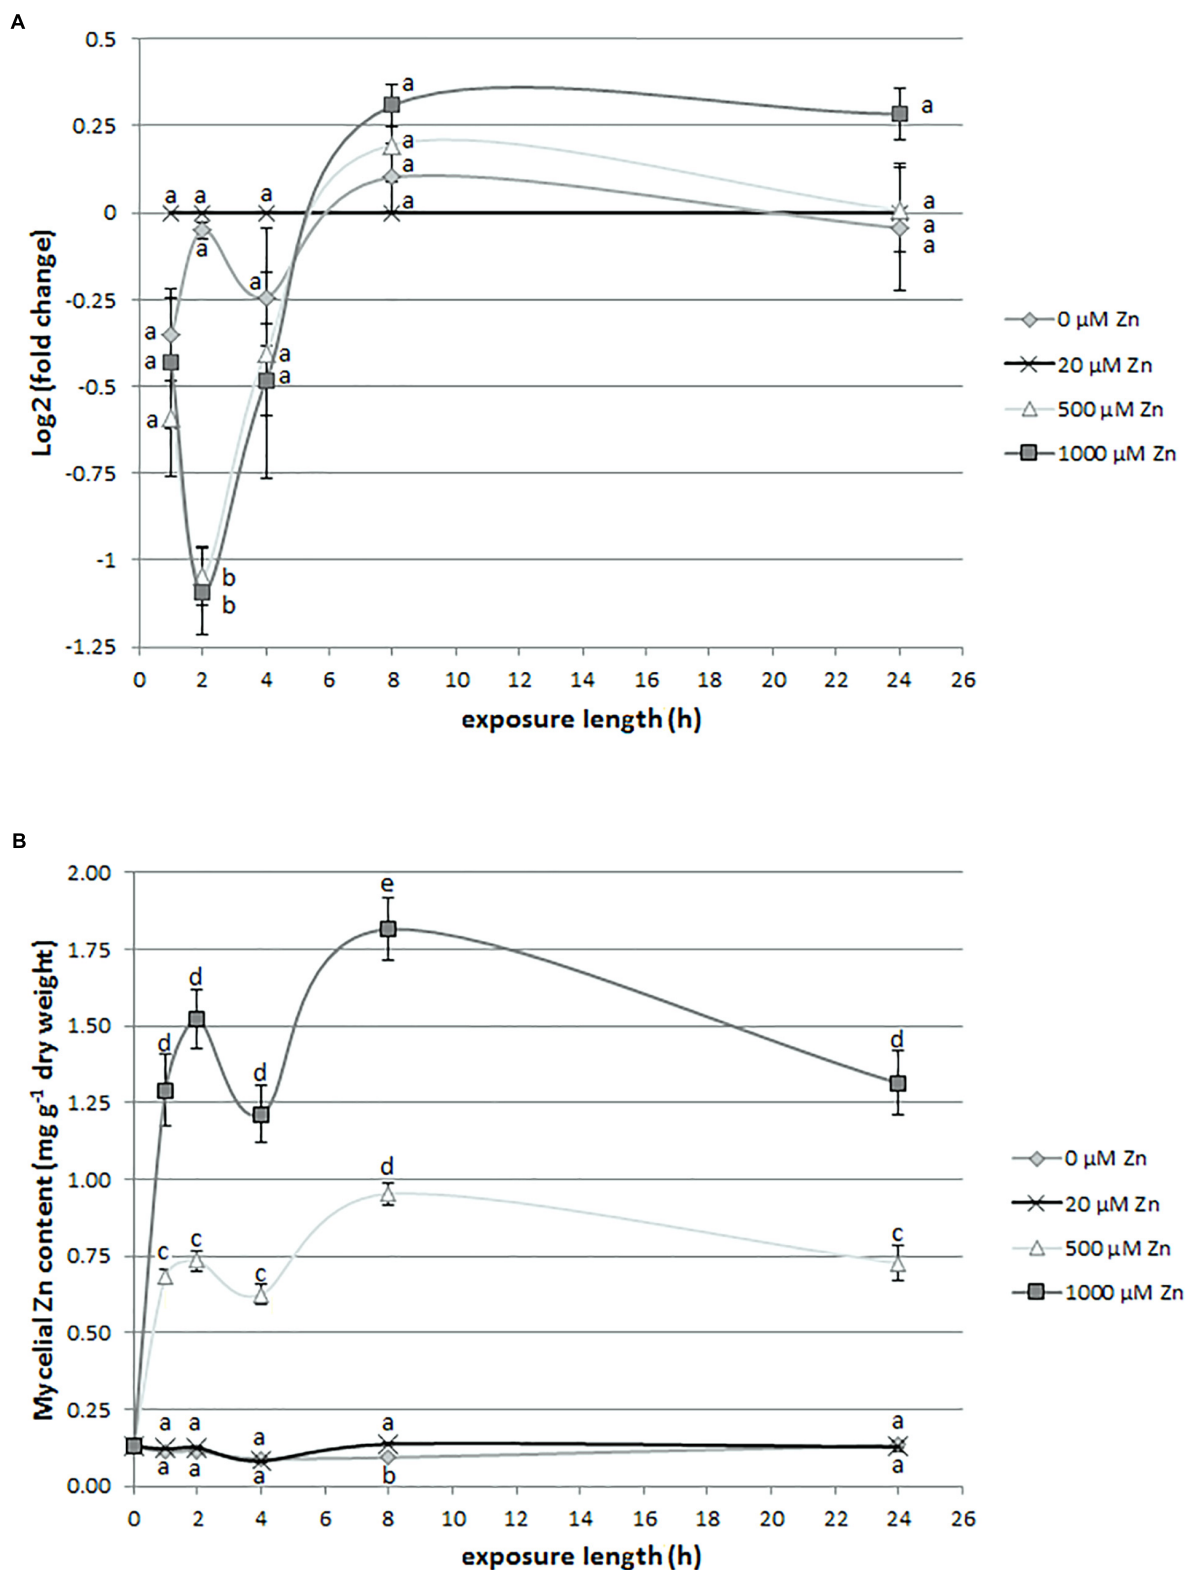 A
0.5
0.25
0
-0.25
-0.5
-0.75
-1
-1.25
Log2 (fold change)
a a a a a a a a a
a a a a a a a a a
b
b
0 2 4 6 8 10 12 14 16 18 20 22 24 26
exposure length (h)
0 µM Zn
20 µM Zn
500 µM Zn
1000 µM Zn
B
2.00
1.75
1.50
1.25
1.00
0.75
0.50
0.25
0.00
Mycelial Zn content (mg g-1 dry weight)
e
d d d d
d
c c c c
a a a a a
a a a b a
0 2 4 6 8 10 12 14 16 18 20 22 24 26
exposure length (h)
0 µM Zn
20 µM Zn
500 µM Zn
1000 µM Zn